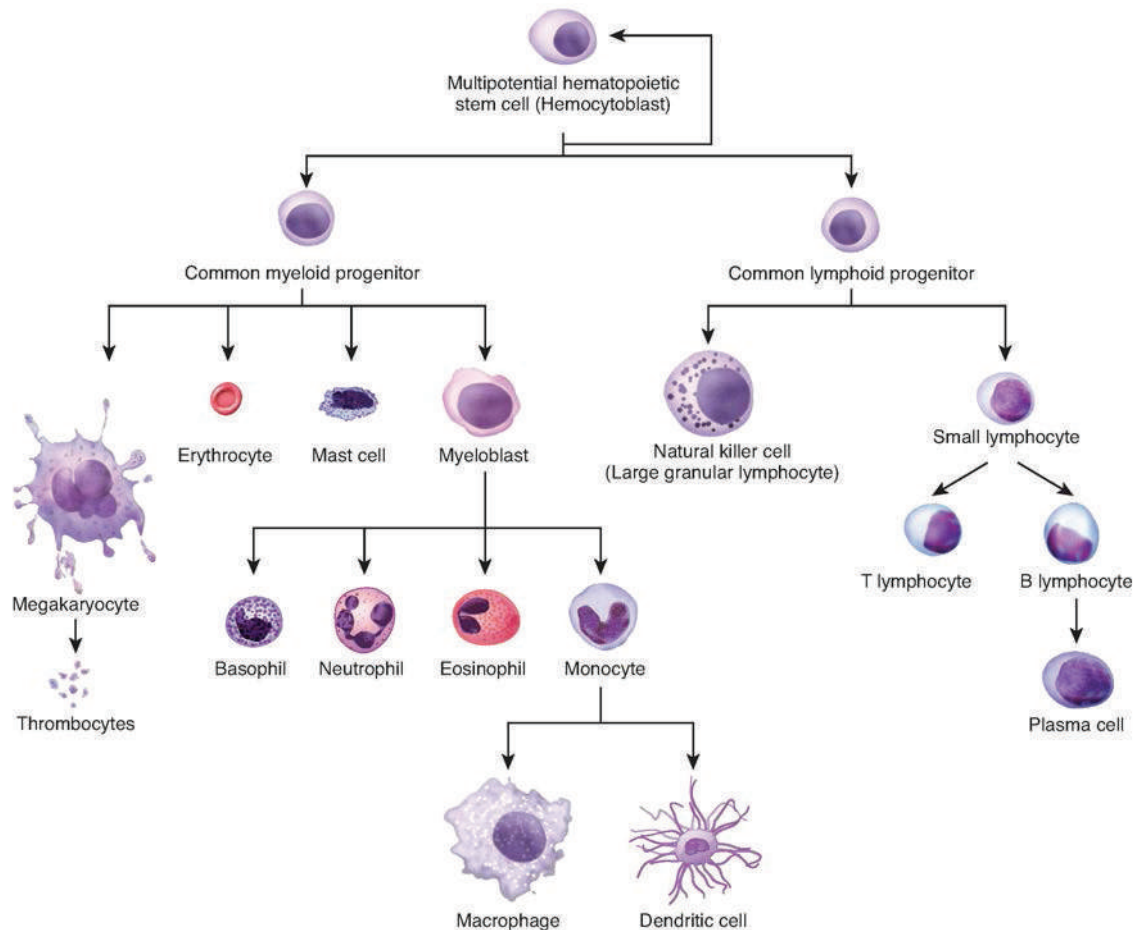 Multipotential hematopoietic
stem cell (Hemocytoblast)
Common myeloid progenitor
Common lymphoid progenitor
Megakaryocyte
Erythrocyte
Mast cell
Myeloblast
Natural killer cell
(Large granular lymphocyte)
Small lymphocyte
Thrombocytes
Basophil
Neutrophil
Eosinophil
Monocyte
T lymphocyte
B lymphocyte
Plasma cell
Macrophage
Dendritic cell